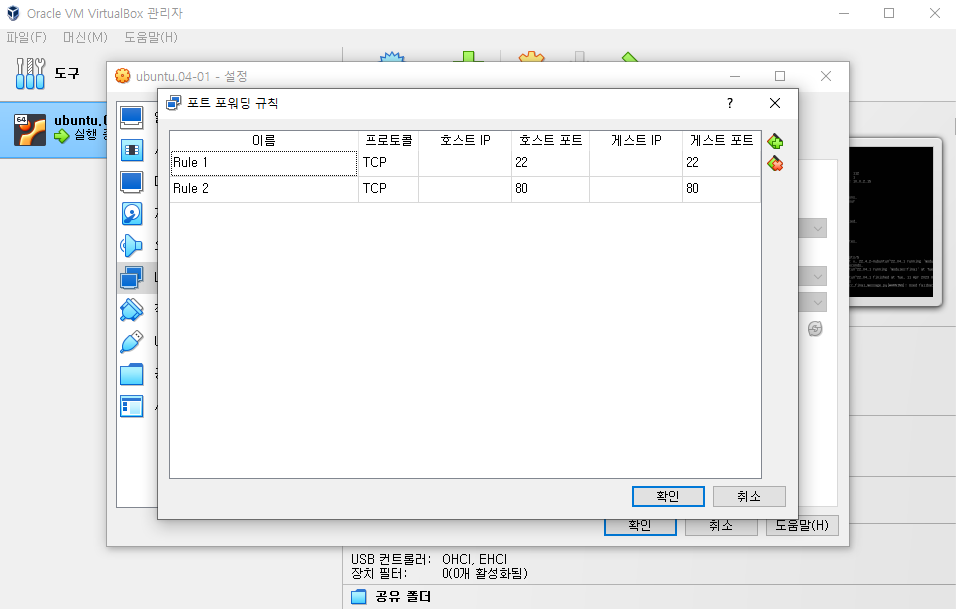 Oracle VM VirtualBox 관리자
파일(F) 머신(M) 도움말(H)
도구
ubuntu.04-01 - 설정
포트 포워딩 규칙
64
ubuntu.
실행
이름 프로토콜 호스트 IP 호스트 포트 게스트 IP 게스트 포트
Rule 1 TCP 22 22
Rule 2 TCP 80 80
확인 취소
확인 취소 도움말(H)
USB 컨트롤러: OHCI, EHCI
장치 필터: 0(0개 활성화됨)
공유 폴더